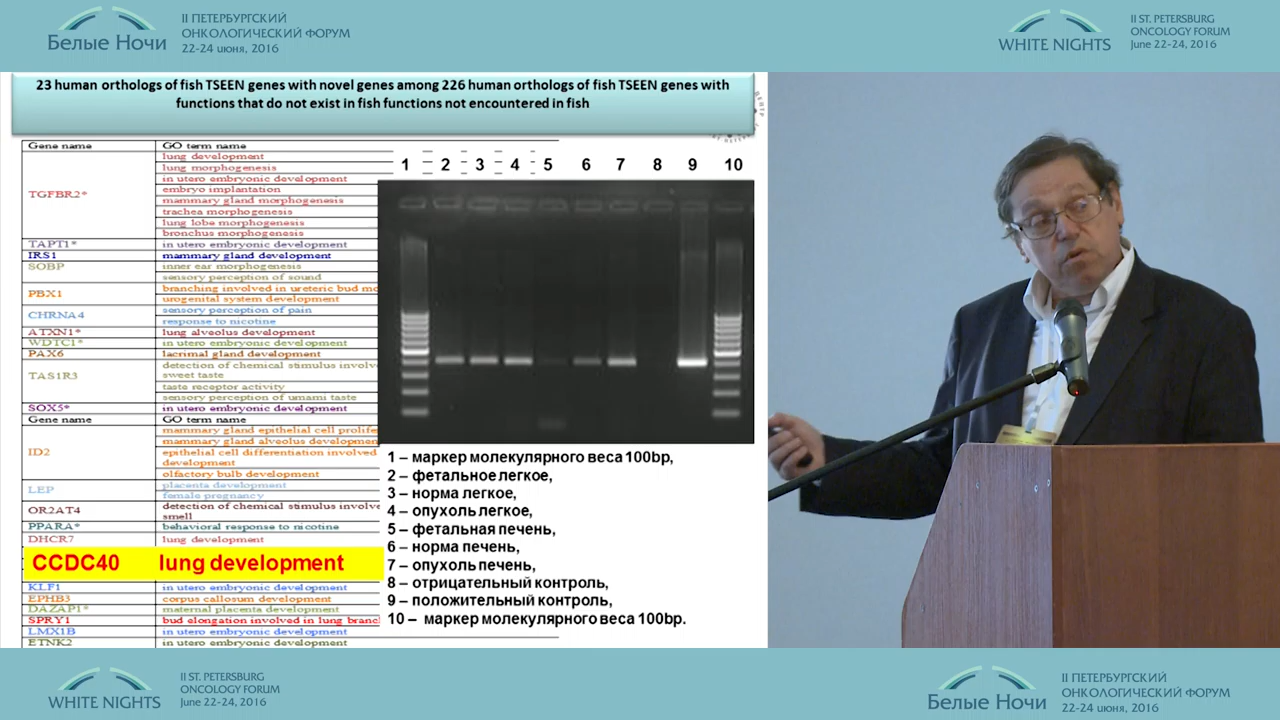 II ПЕТЕРБУРГСКИЙ
ОНКОЛОГИЧЕСКИЙ ФОРУМ
Белые Ночи
22-24 июня, 2016
II ST. PETERSBURG
ONCOLOGY FORUM
WHITE NIGHTS
June 22-24, 2016
23 human orthologs of fish TSEEN genes with novel genes among 226 human orthologs of fish TSEEN genes with
functions that do not exist in fish functions not encountered in fish
Gene name GO term name
lung development
lung morphogenesis
in utero embryonic development
embryo implantation
TGFBR2* mammary gland morphogenesis
trachea morphogenesis
lung lobe morphogenesis
bronchus morphogenesis
TAPT1* in utero embryonic development
IRS1 mammary gland development
SOBP inner ear morphogenesis
sensory perception of sound
PBX1 branching involved in ureteric bud mo
urogenital system development
CHRNA4 sensory perception of pain
response to nicotine
ATXN1* lung alveolus development
WDTC1* in utero embryonic development
PAX6 lacrimal gland development
TAS1R3 detection of chemical stimulus involve
sweet taste
taste receptor activity
sensory perception of umami taste
SOX5* in utero embryonic development
Gene name GO term name
mammary gland epithelial cell prolife
mammary gland alveolus developmen
ID2 epithelial cell differentiation involved
development
olfactory bulb development
LEP placenta development
female pregnancy
OR2AT4 detection of chemical stimulus involve
smell
PPARA* behavioral response to nicotine
DHCR7 lung development
CCDC40 lung development
KLF1 in utero embryonic development
EPHB3 corpus callosum development
DAZAP1* maternal placenta development
SPRY1 bud elongation involved in lung branc
LMX1B in utero embryonic development
ETNK2 in utero embryonic development
1 2 3 4 5 6 7 8 9 10
1 – маркер молекулярного веса 100bp,
2 – фетальное легкое,
3 – норма легкое,
4 – опухоль легкое,
5 – фетальная печень,
6 – норма печень,
7 – опухоль печень,
8 – отрицательный контроль,
9 – положительный контроль,
10 – маркер молекулярного веса 100bp.
II ST. PETERSBURG
ONCOLOGY FORUM
WHITE NIGHTS
June 22-24, 2016
II ПЕТЕРБУРГСКИЙ
ОНКОЛОГИЧЕСКИЙ ФОРУМ
Белые Ночи
22-24 июня, 2016